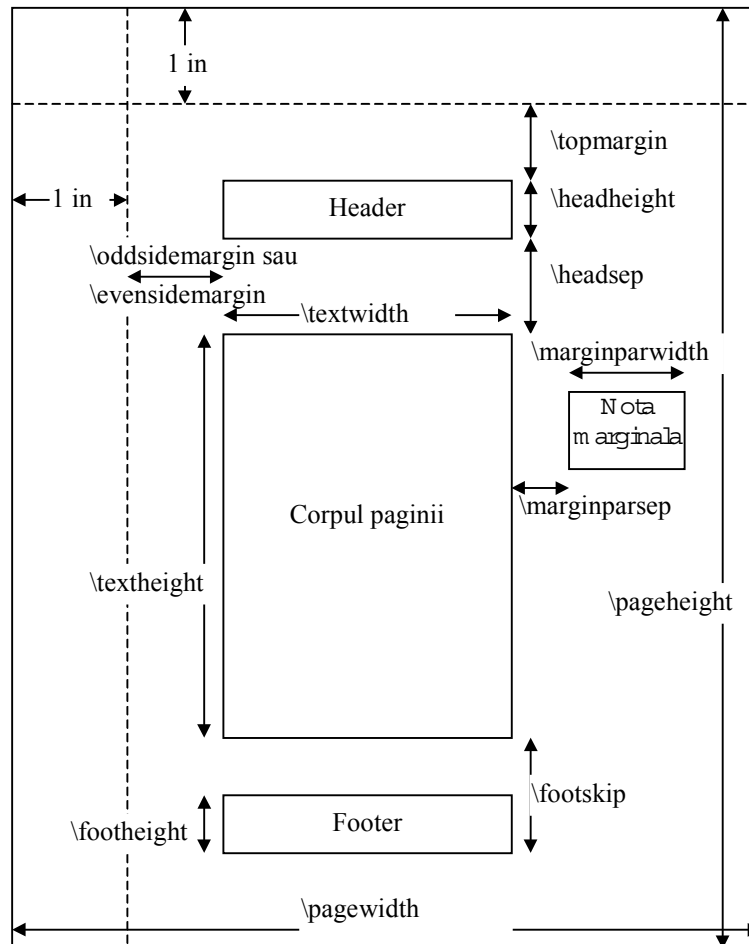 1 in
\topmargin
1 in
Header
\headheight
\oddsidemargin sau
\evensidemargin
\headsep
\textwidth
\marginparwidth
Nota
marginala
Corpul paginii
\marginparsep
\textheight
\pageheight
\footskip
\footheight
Footer
\pagewidth